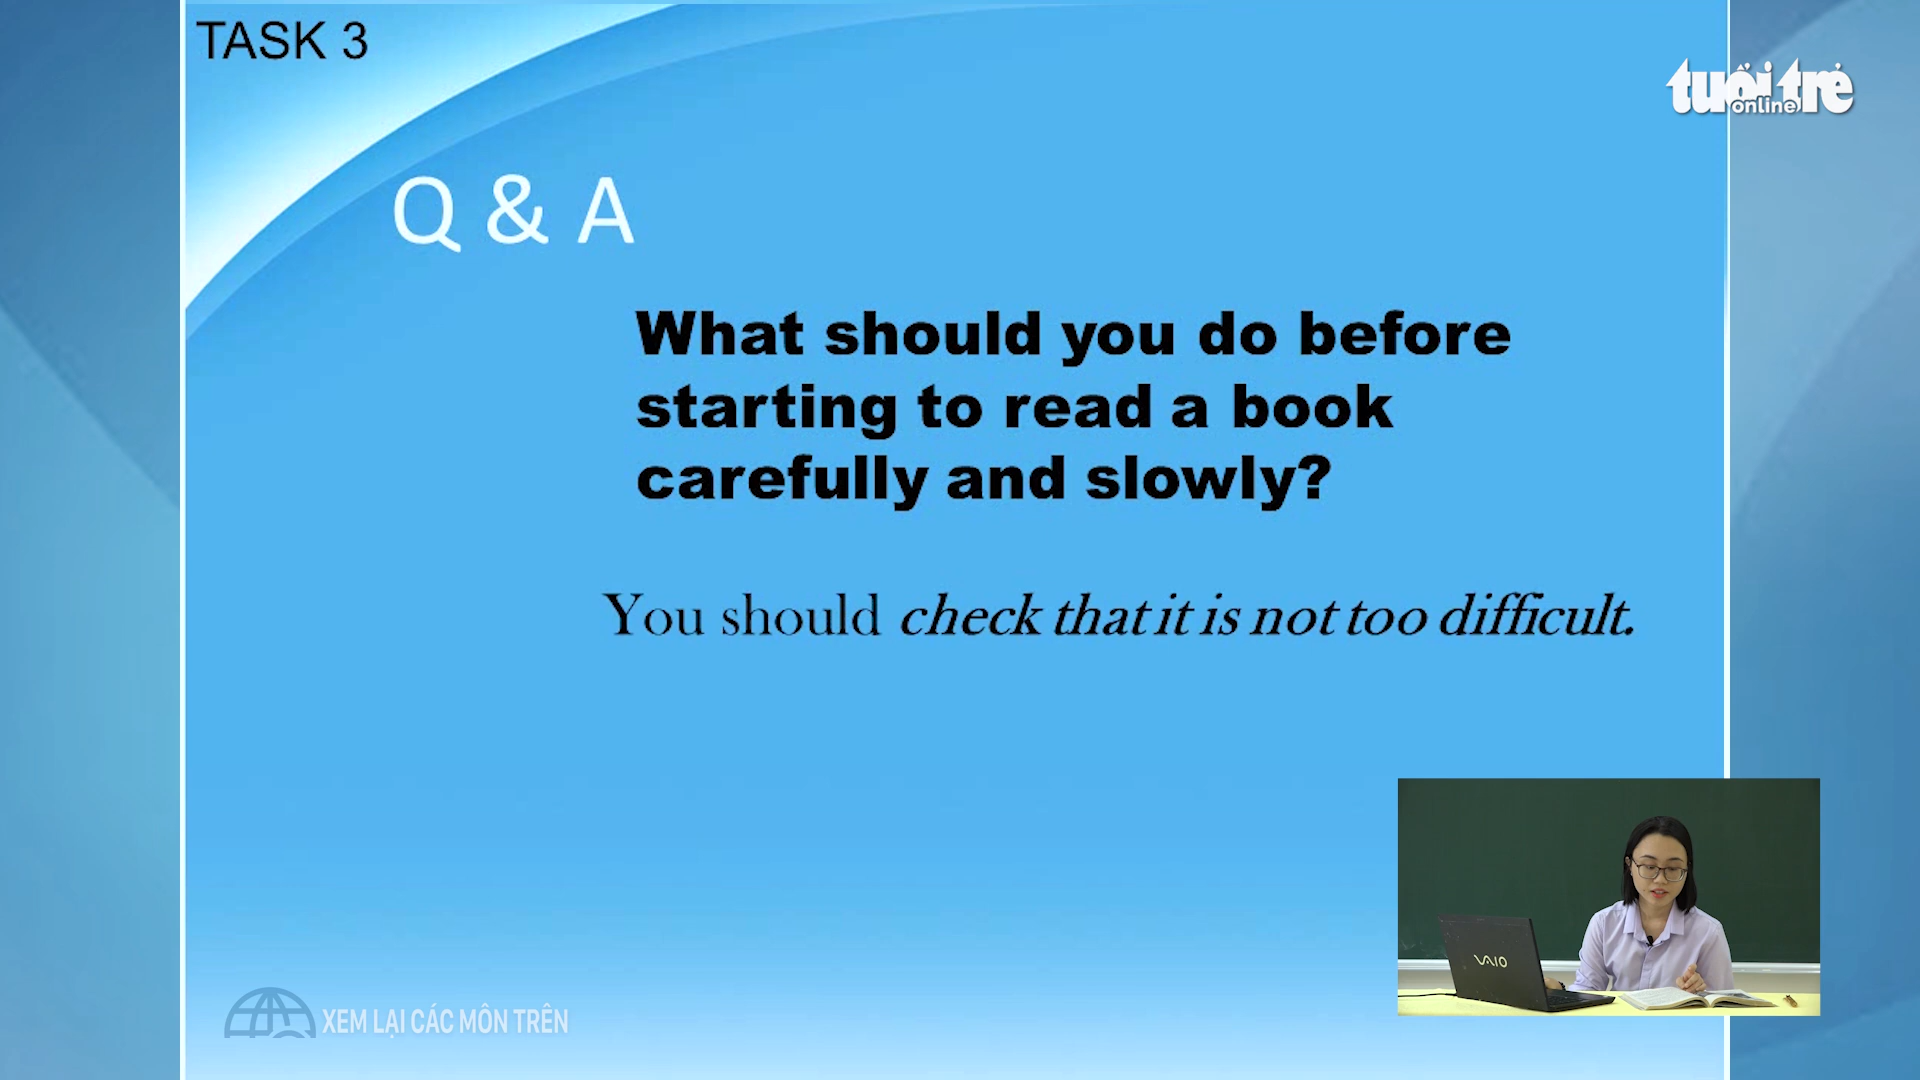 TASK 3
tuổi trẻ
online
Q & A
What should you do before
starting to read a book
carefully and slowly?
You should check that it is not too difficult.
VAIO
XEM LẠI CÁC MÔN TRÊN